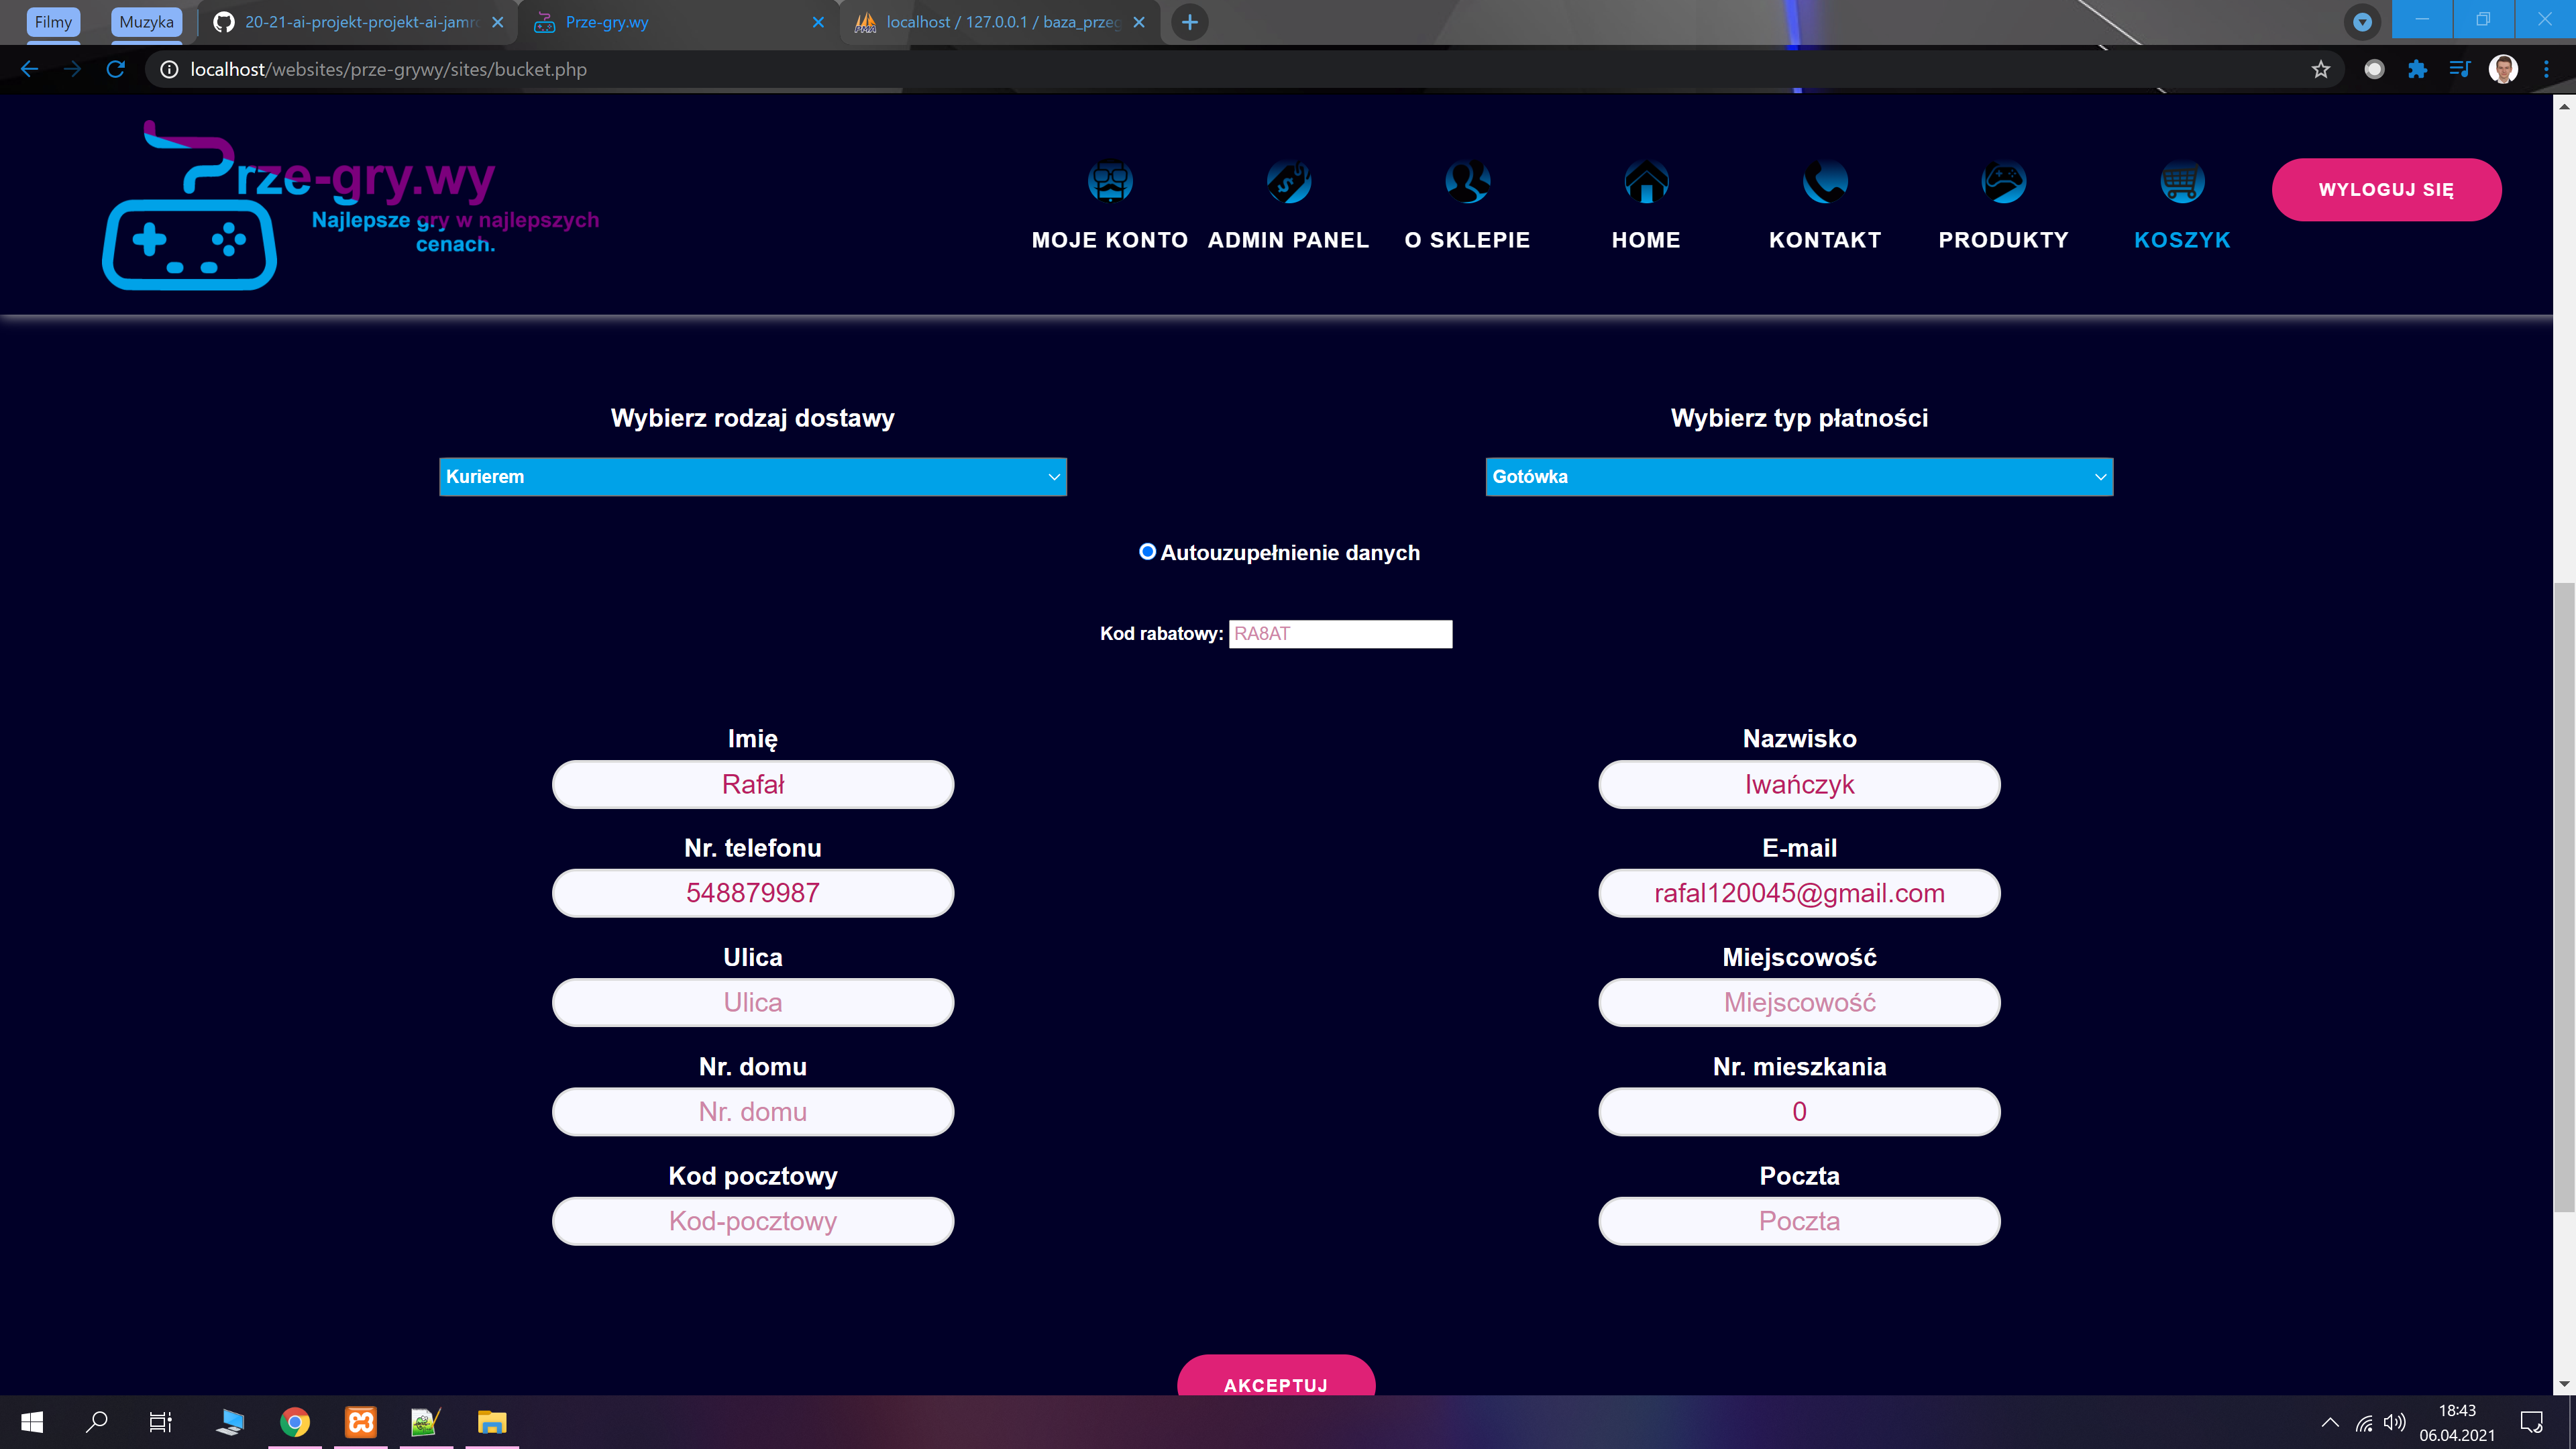 Filmy
Muzyka
20-21-ai-projekt-projekt-ai-jamr
Prze-gry.wy
localhost / 127.0.0.1 / baza_przeg
localhost/websites/prze-grywy/sites/bucket.php
Prze-gry.wy
Najlepsze gry w najlepszych
cenach.
MOJE KONTO
ADMIN PANEL
O SKLEPIE
HOME
KONTAKT
PRODUKTY
KOSZYK
WYLOGUJ SIĘ
Wybierz rodzaj dostawy
Wybierz typ płatności
Kurierem
Gotówka
Autouzupełnienie danych
Kod rabatowy: RA8AT
Imię
Nazwisko
Rafał
Iwańczyk
Nr. telefonu
E-mail
548879987
rafal120045@gmail.com
Ulica
Miejscowość
Ulica
Miejscowość
Nr. domu
Nr. mieszkania
Nr. domu
0
Kod pocztowy
Poczta
Kod-pocztowy
Poczta
AKCEPTUJ
18:43
06.04.2021